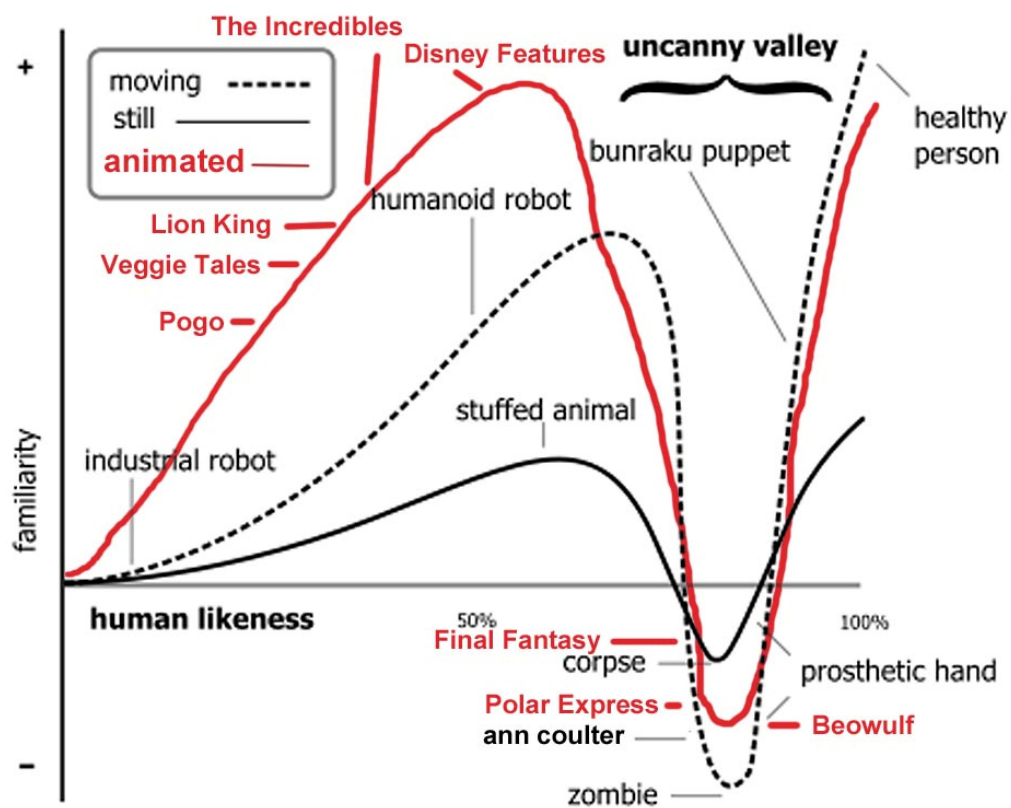 The Incredibles
Disney Features
uncanny valley
+
moving
still
animated
healthy
person
bunraku puppet
humanoid robot
Lion King
Veggie Tales
Pogo
stuffed animal
industrial robot
familiarity
human likeness
50%
100%
Final Fantasy
corpse
prosthetic hand
Polar Express
Beowulf
ann coulter
–
zombie